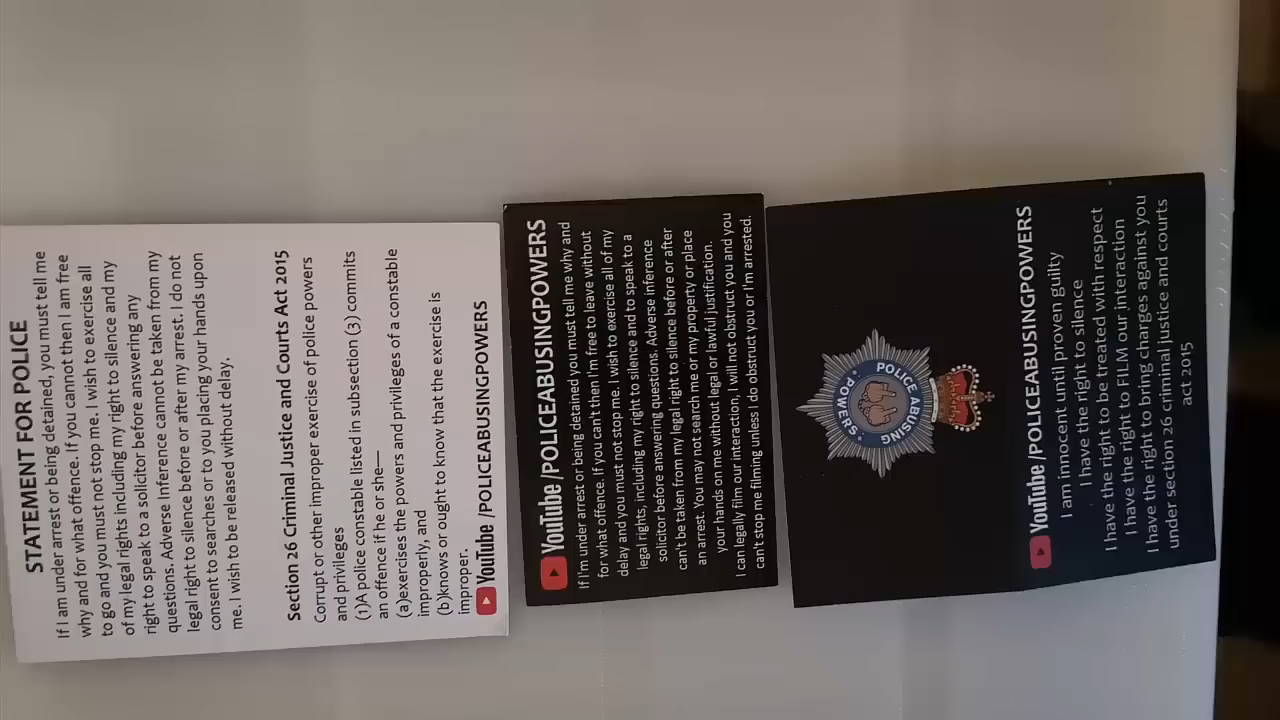 STATEMENT FOR POLICE
If I am under arrest or being detained, you must tell me
why and for what offence. If you cannot then I am free
to go and you must not stop me. I wish to exercise all
of my legal rights including my right to silence and my
right to speak to a solicitor before answering any
questions. Adverse Inference cannot be taken from my
legal right to silence before or after my arrest. I do not
consent to searches or to you placing your hands upon
me. I wish to be released without delay.
Section 26 Criminal Justice and Courts Act 2015
Corrupt or other improper exercise of police powers
and privileges
(1)A police constable listed in subsection (3) commits
an offence if he or she—
(a)exercises the powers and privileges of a constable
improperly, and
(b)knows or ought to know that the exercise is
improper.
YouTube /POLICEABUSINGPOWERS
YouTube /POLICEABUSINGPOWERS
If I'm under arrest or being detained you must tell me why and
for what offence. If you can't then I'm free to leave without
delay and you must not stop me. I wish to exercise all of my
legal rights, including my right to silence and to speak to a
solicitor before answering questions. Adverse inference
can't be taken from my legal right to silence before or after
an arrest. You may not search me or my property or place
your hands on me without legal or lawful justification.
I can legally film our interaction, I will not obstruct you and you
can't stop me filming unless I do obstruct you or I'm arrested.
POLICE ABUSING
POWERS
YouTube /POLICEABUSINGPOWERS
I am innocent until proven guilty
I have the right to silence
I have the right to be treated with respect
I have the right to FILM our interaction
I have the right to bring charges against you
under section 26 criminal justice and courts
act 2015